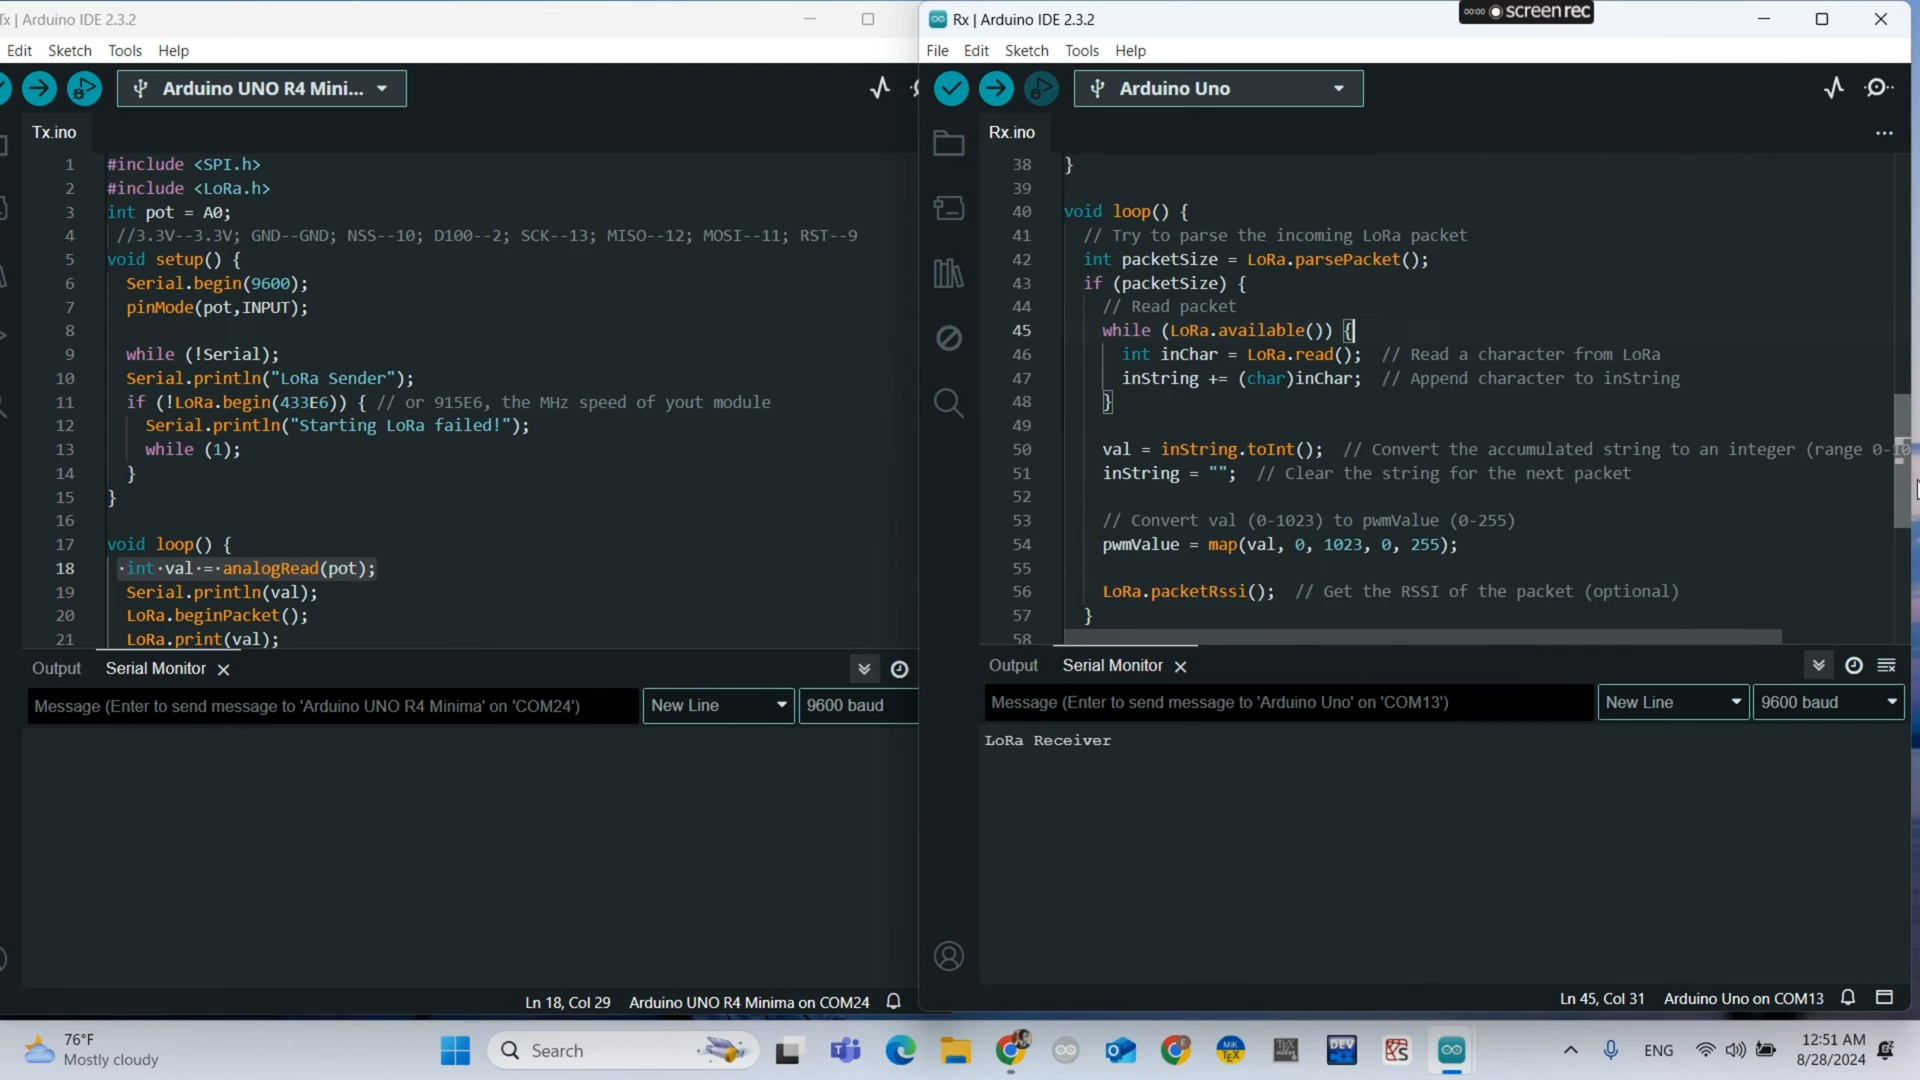 Tx | Arduino IDE 2.3.2
Edit Sketch Tools Help
Arduino UNO R4 Mini...
Tx.ino
1 #include <SPI.h>
2 #include <LoRa.h>
3 int pot = A0;
4 //3.3V--3.3V; GND--GND; NSS--10; D100--2; SCK--13; MISO--12; MOSI--11; RST--9
5 void setup() {
6 Serial.begin(9600);
7 pinMode(pot,INPUT);
8
9 while (!Serial);
10 Serial.println("LoRa Sender");
11 if (!LoRa.begin(433E6)) { // or 915E6, the MHz speed of yout module
12 Serial.println("Starting LoRa failed!");
13 while (1);
14 }
15 }
16
17 void loop() {
18 ·int·val·=·analogRead(pot);
19 Serial.println(val);
20 LoRa.beginPacket();
21 LoRa.print(val);
Output Serial Monitor
Message (Enter to send message to 'Arduino UNO R4 Minima' on 'COM24') New Line 9600 baud
Ln 18, Col 29 Arduino UNO R4 Minima on COM24
Rx | Arduino IDE 2.3.2
00:00 screen rec
File Edit Sketch Tools Help
Arduino Uno
Rx.ino
38 }
39
40 void loop() {
41 // Try to parse the incoming LoRa packet
42 int packetSize = LoRa.parsePacket();
43 if (packetSize) {
44 // Read packet
45 while (LoRa.available()) {
46 int inChar = LoRa.read(); // Read a character from LoRa
47 inString += (char)inChar; // Append character to inString
48 }
49
50 val = inString.toInt(); // Convert the accumulated string to an integer (range 0-10
51 inString = ""; // Clear the string for the next packet
52
53 // Convert val (0-1023) to pwmValue (0-255)
54 pwmValue = map(val, 0, 1023, 0, 255);
55
56 LoRa.packetRssi(); // Get the RSSI of the packet (optional)
57 }
58
Output Serial Monitor
Message (Enter to send message to 'Arduino Uno' on 'COM13') New Line 9600 baud
LoRa Receiver
Ln 45, Col 31 Arduino Uno on COM13
76°F
Mostly cloudy
Search
DEV
ENG
12:51 AM
8/28/2024